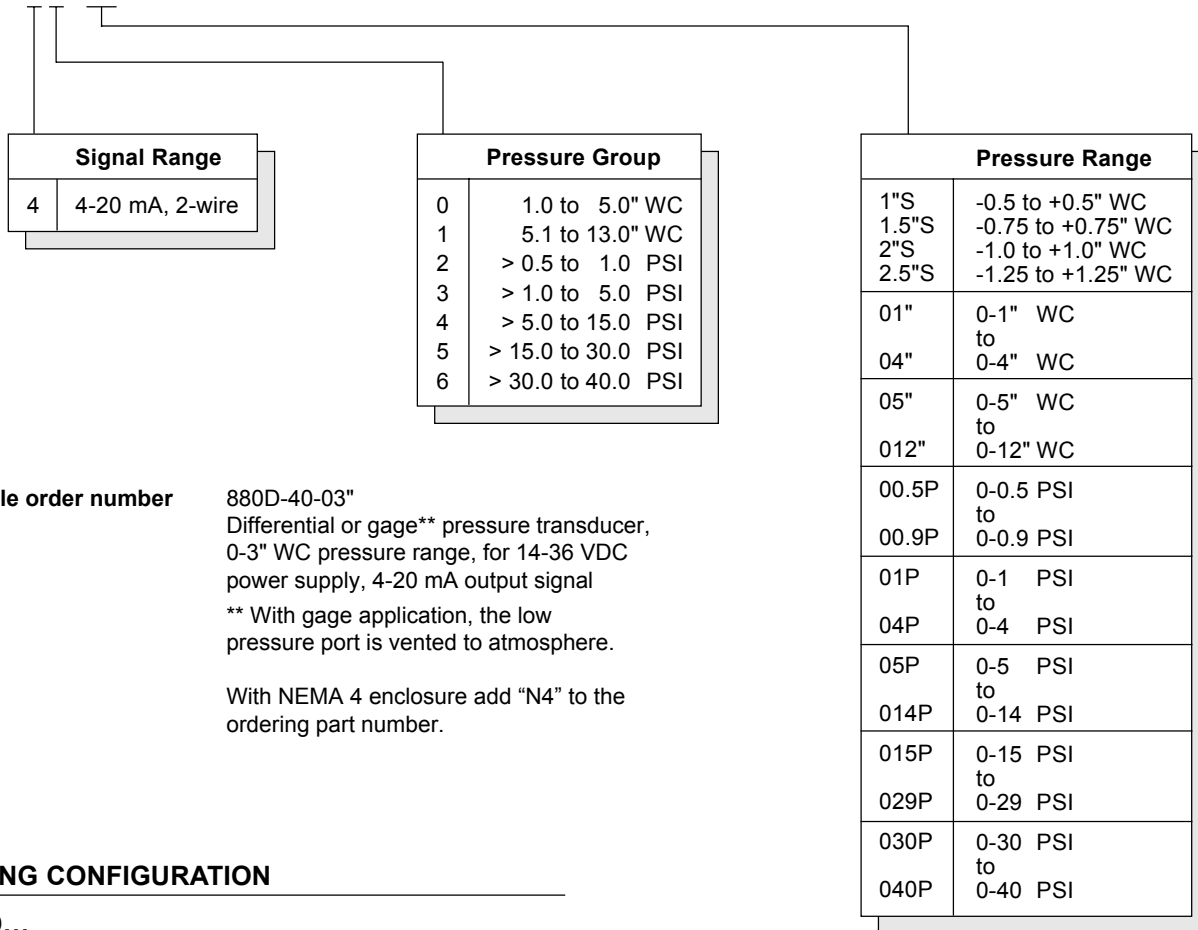 Signal Range
4 4-20 mA, 2-wire
Pressure Group
0 1.0 to 5.0" WC
1 5.1 to 13.0" WC
2 > 0.5 to 1.0 PSI
3 > 1.0 to 5.0 PSI
4 > 5.0 to 15.0 PSI
5 > 15.0 to 30.0 PSI
6 > 30.0 to 40.0 PSI
Pressure Range
1"S -0.5 to +0.5" WC
1.5"S -0.75 to +0.75" WC
2"S -1.0 to +1.0" WC
2.5"S -1.25 to +1.25" WC
01" 0-1" WC
to
04" 0-4" WC
05" 0-5" WC
to
012" 0-12" WC
00.5P 0-0.5 PSI
to
00.9P 0-0.9 PSI
01P 0-1 PSI
to
04P 0-4 PSI
05P 0-5 PSI
to
014P 0-14 PSI
015P 0-15 PSI
to
029P 0-29 PSI
030P 0-30 PSI
to
040P 0-40 PSI
le order number 880D-40-03"
Differential or gage** pressure transducer,
0-3" WC pressure range, for 14-36 VDC
power supply, 4-20 mA output signal
** With gage application, the low
pressure port is vented to atmosphere.
With NEMA 4 enclosure add “N4” to the
ordering part number.
NG CONFIGURATION